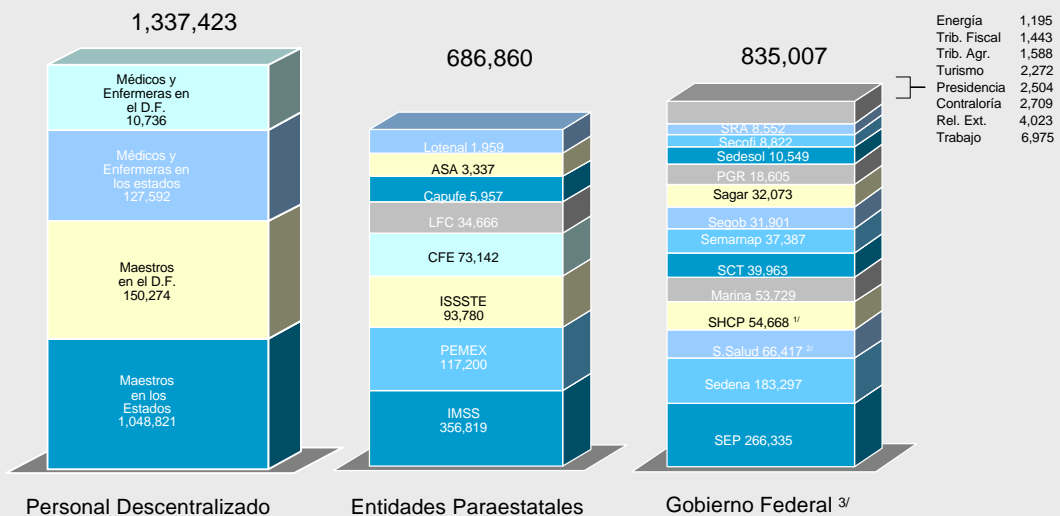 1,337,423
Médicos y
Enfermeras en
el D.F.
10,736
Médicos y
Enfermeras en
los estados
127,592
Maestros
en el D.F.
150,274
Maestros
en los
Estados
1,048,821
Personal Descentralizado
686,860
Lotenal 1.959
ASA 3,337
Capufe 5,957
LFC 34,666
CFE 73,142
ISSSTE
93,780
PEMEX
117,200
IMSS
356,819
Entidades Paraestatales
835,007
SRA 8,552
Secofi 8,822
Sedesol 10,549
PGR 18,605
Sagar 32,073
Segob 31,901
Semarnap 37,387
SCT 39,963
Marina 53,729
SHCP 54,668 1/
S.Salud 66,417 2/
Sedena 183,297
SEP 266,335
Gobierno Federal 3/
Energía 1,195
Trib. Fiscal 1,443
Trib. Agr. 1,588
Turismo 2,272
Presidencia 2,504
Contraloría 2,709
Rel. Ext. 4,023
Trabajo 6,975